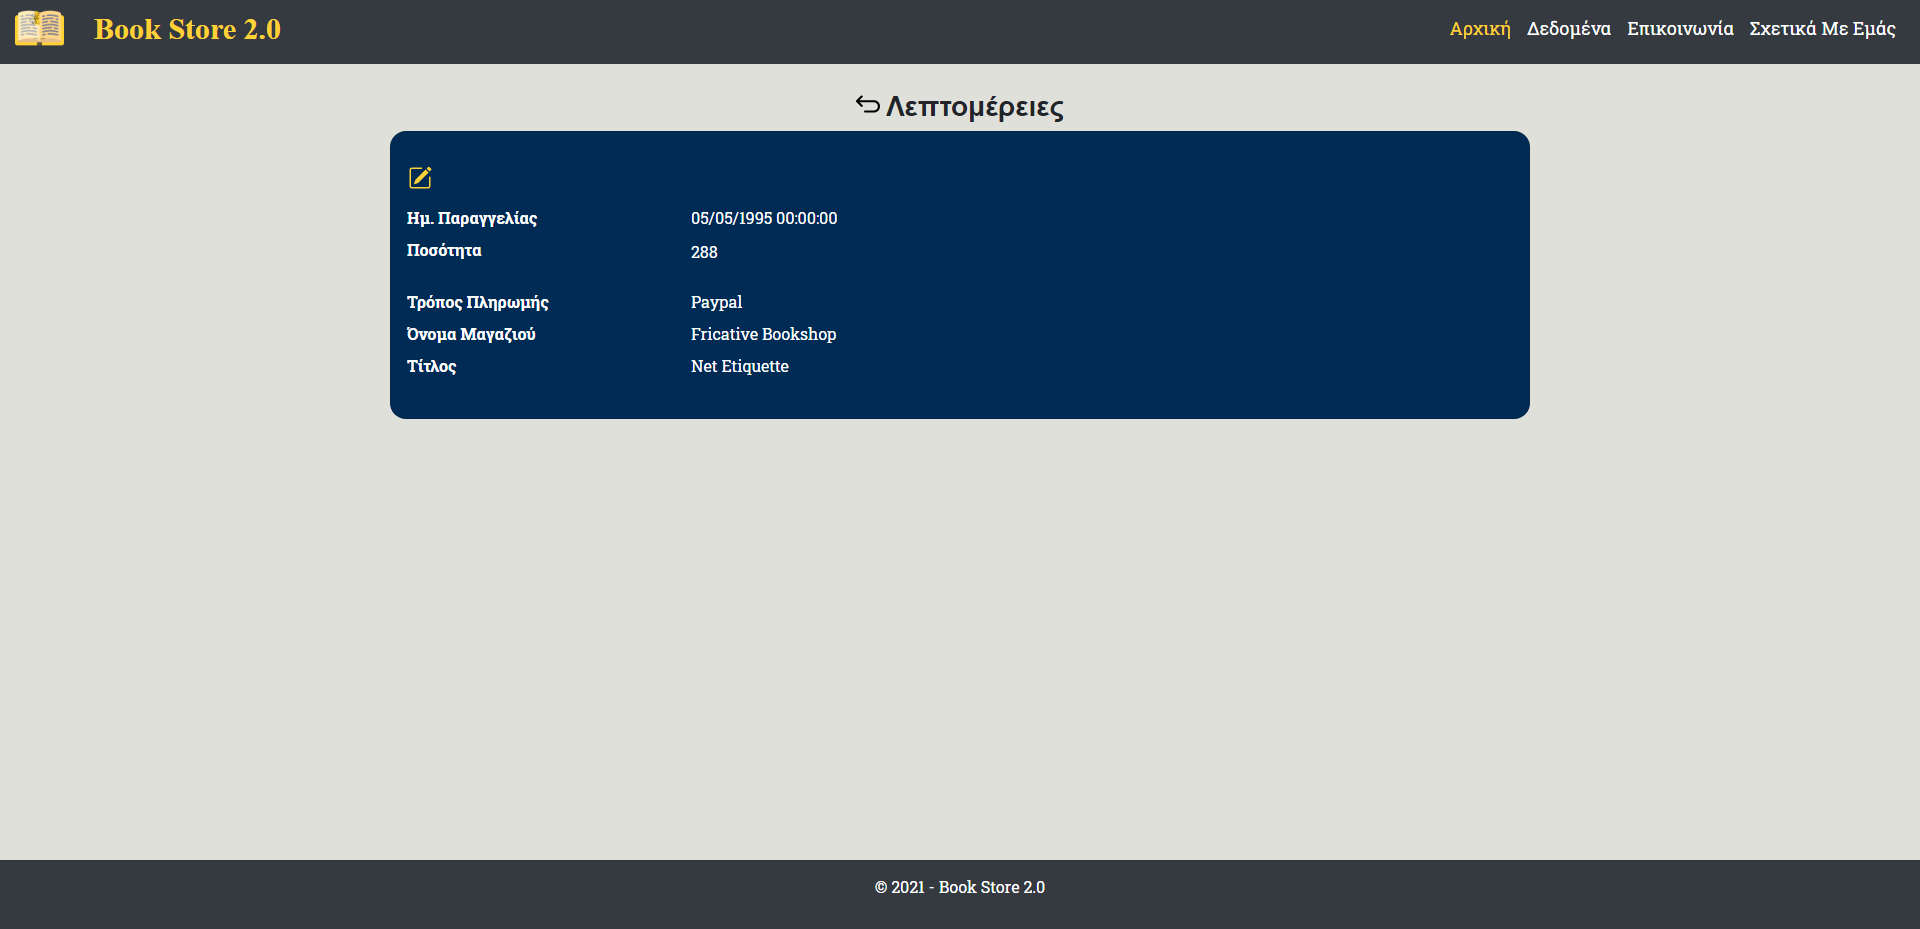 Book Store 2.0
Αρχική Δεδομένα Επικοινωνία Σχετικά Με Εμάς
Λεπτομέρειες
Ημ. Παραγγελίας 05/05/1995 00:00:00
Ποσότητα 288
Τρόπος Πληρωμής Paypal
Όνομα Μαγαζιού Fricative Bookshop
Τίτλος Net Etiquette
© 2021 - Book Store 2.0